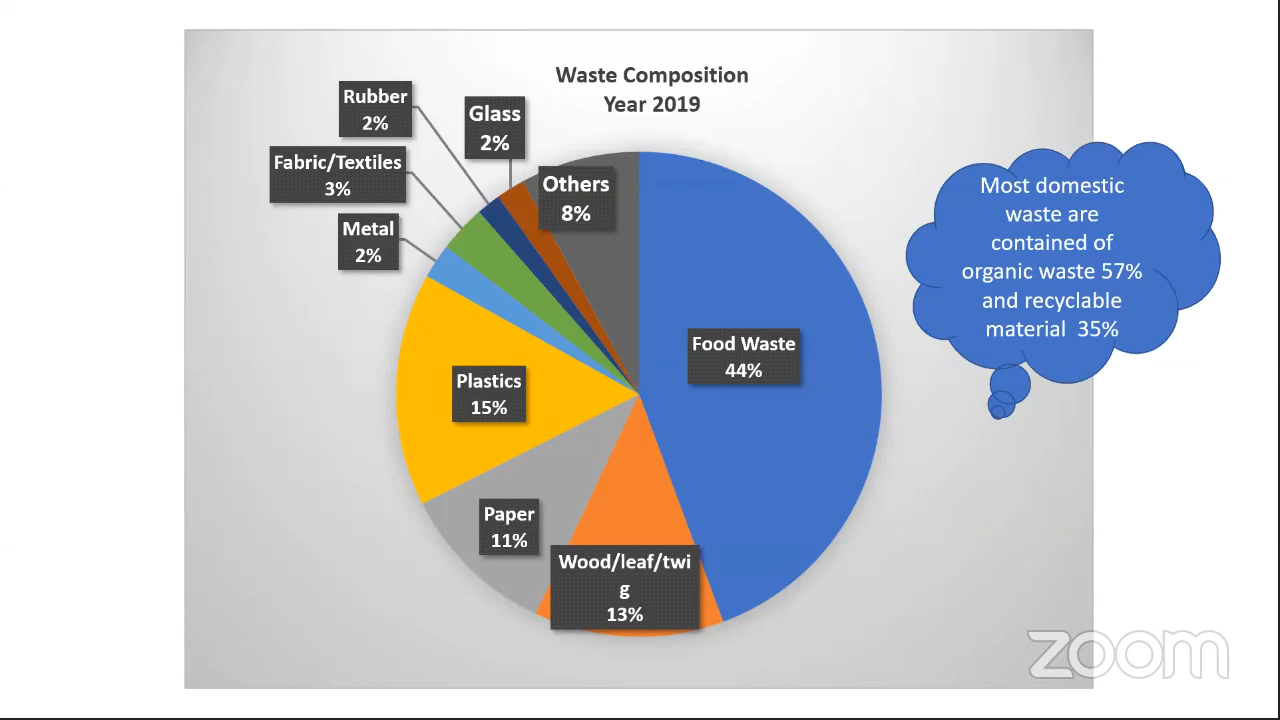 Waste Composition
Year 2019
Rubber
2%
Glass
2%
Fabric/Textiles
3%
Others
8%
Metal
2%
Food Waste
44%
Plastics
15%
Paper
11%
Wood/leaf/twi
g
13%
Most domestic
waste are
contained of
organic waste 57%
and recyclable
material 35%
zoom